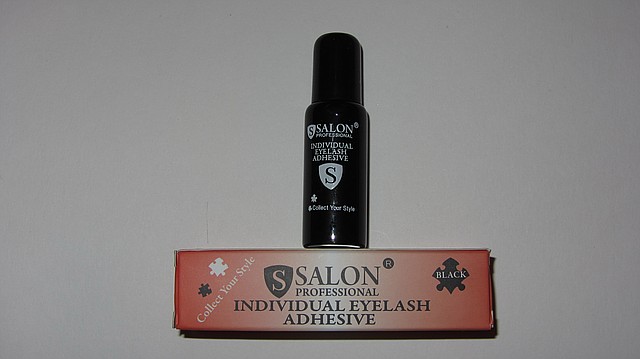 S SALON®
PROFESSIONAL
INDIVIDUAL
EYELASH
ADHESIVE
S
Collect Your Style
Collect Your Style
S SALON®
PROFESSIONAL
INDIVIDUAL EYELASH
ADHESIVE
BLACK